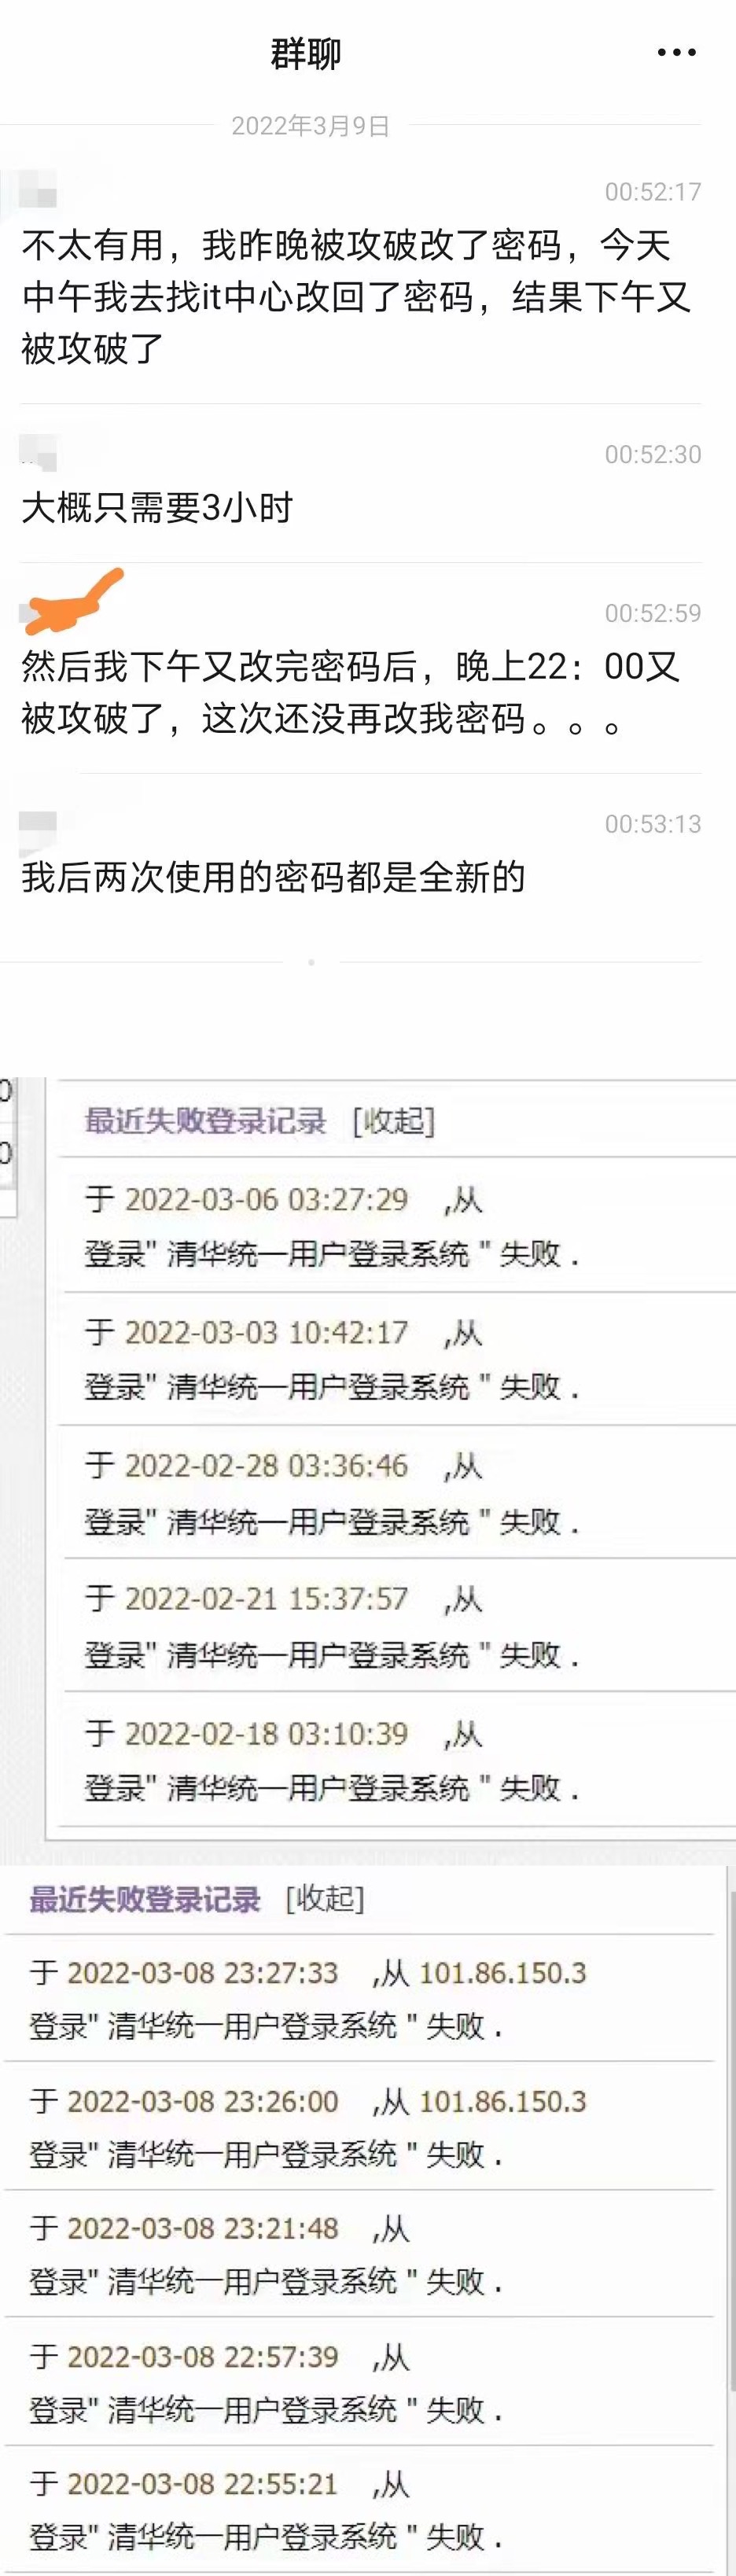 群聊
2022年3月9日
00:52:17
不太有用，我昨晚被攻破改了密码，今天
中午我去找it中心改回了密码，结果下午又
被攻破了
00:52:30
大概只需要3小时
00:52:59
然后我下午又改完密码后，晚上22：00又
被攻破了，这次还没再改我密码。。。
00:53:13
我后两次使用的密码都是全新的
0
0
最近失败登录记录 [收起]
于 2022-03-06 03:27:29 ,从
登录" 清华统一用户登录系统 " 失败 .
于 2022-03-03 10:42:17 ,从
登录" 清华统一用户登录系统 " 失败 .
于 2022-02-28 03:36:46 ,从
登录" 清华统一用户登录系统 " 失败 .
于 2022-02-21 15:37:57 ,从
登录" 清华统一用户登录系统 " 失败 .
于 2022-02-18 03:10:39 ,从
登录" 清华统一用户登录系统 " 失败 .
最近失败登录记录 [收起]
于 2022-03-08 23:27:33 ,从 101.86.150.3
登录" 清华统一用户登录系统 " 失败 .
于 2022-03-08 23:26:00 ,从 101.86.150.3
登录" 清华统一用户登录系统 " 失败 .
于 2022-03-08 23:21:48 ,从
登录" 清华统一用户登录系统 " 失败 .
于 2022-03-08 22:57:39 ,从
登录" 清华统一用户登录系统 " 失败 .
于 2022-03-08 22:55:21 ,从
登录" 清华统一用户登录系统 " 失败 .